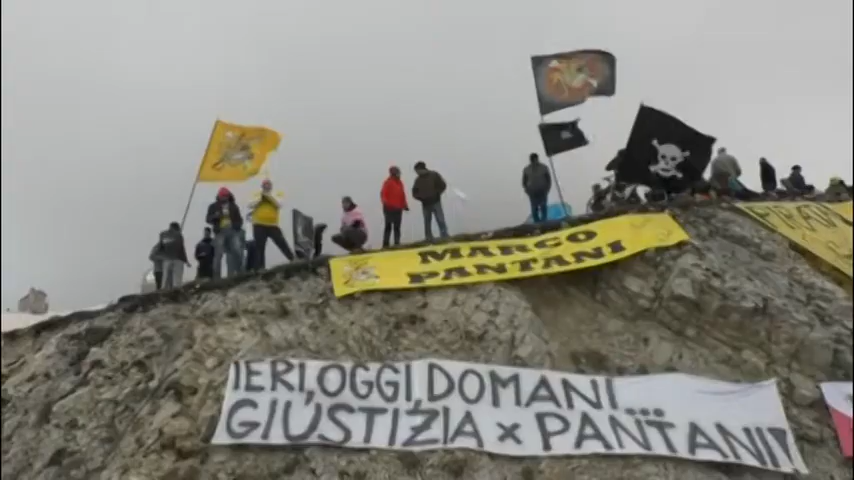 MARCO
PANTANI
IERI, OGGI, DOMANI...
GIUSTIZIA x PANTANI!